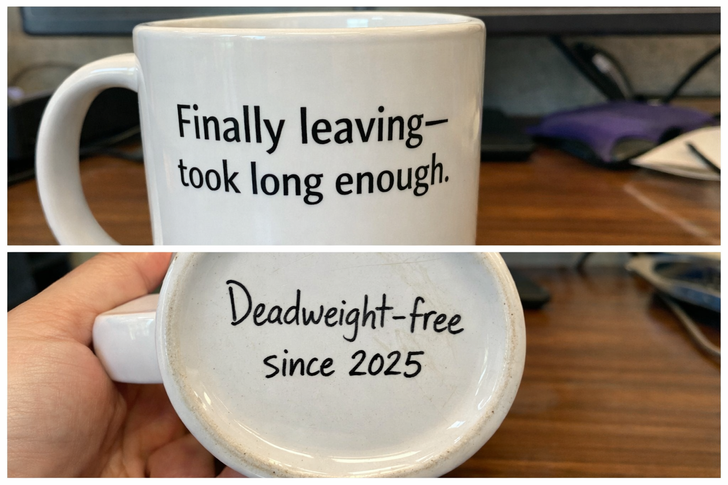 Finally leaving—
took long enough.
Deadweight-free
since 2025